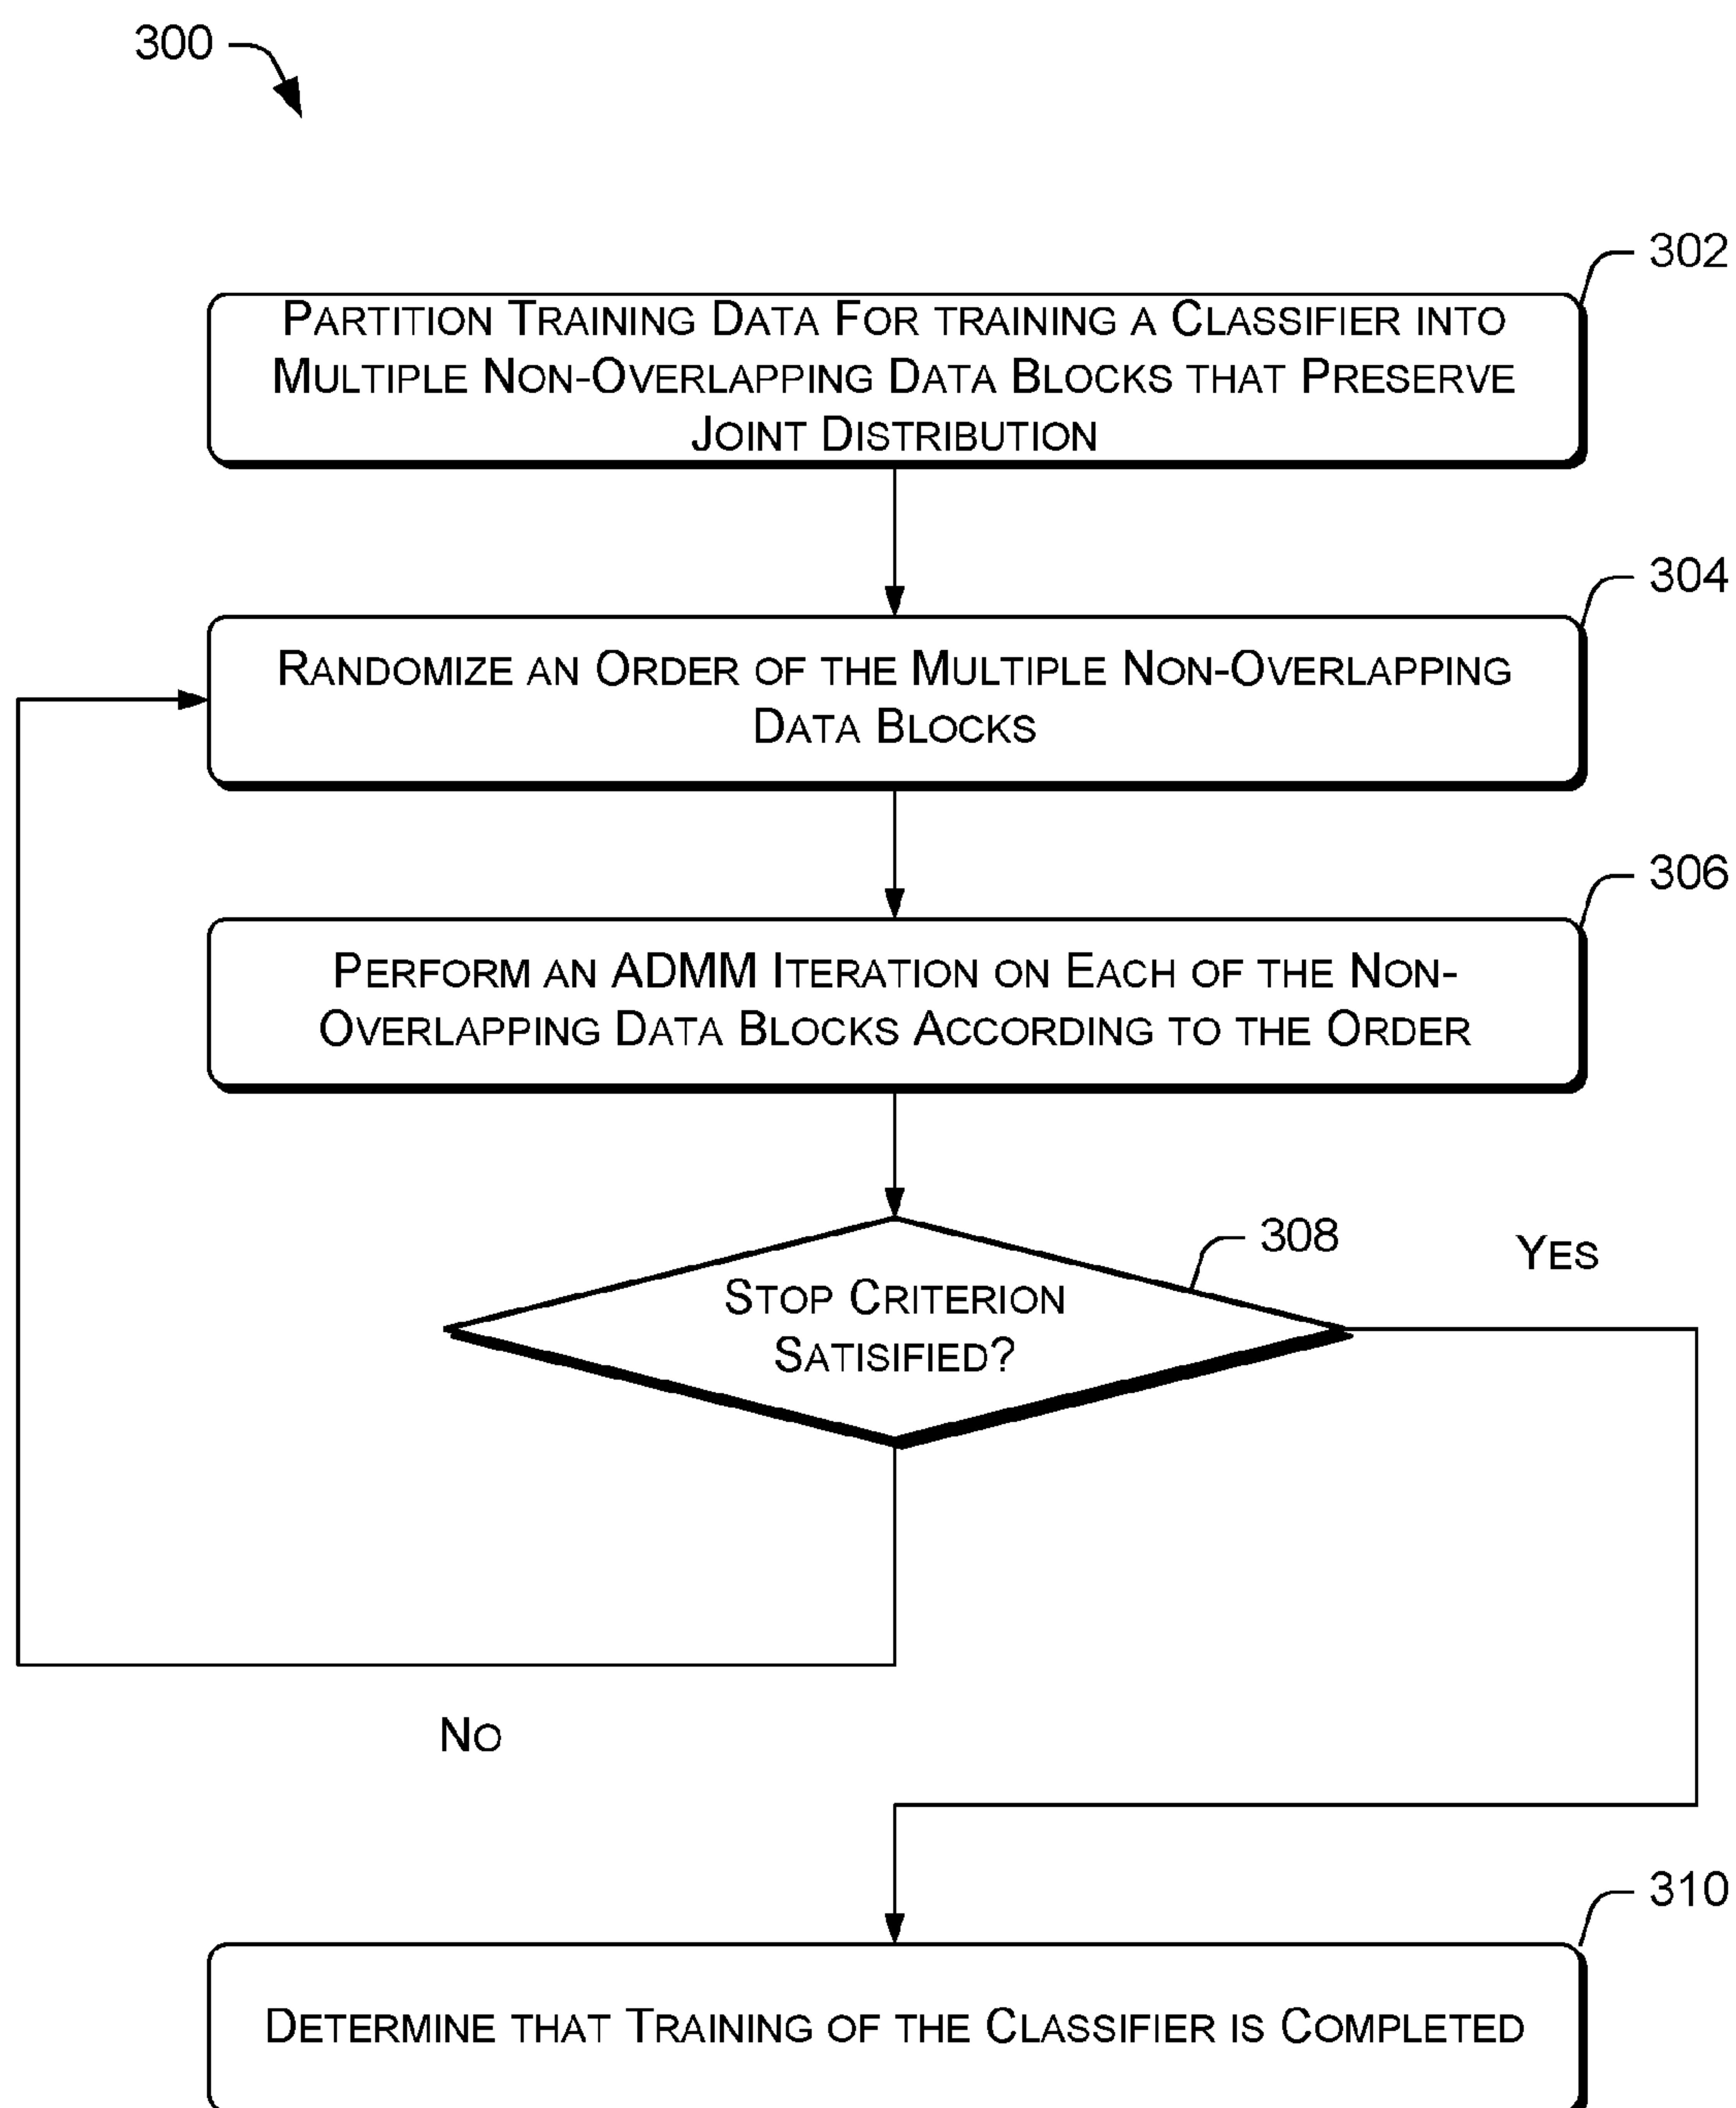 300
302
PARTITION TRAINING DATA FOR TRAINING A CLASSIFIER INTO
MULTIPLE NON-OVERLAPPING DATA BLOCKS THAT PRESERVE
JOINT DISTRIBUTION
304
RANDOMIZE AN ORDER OF THE MULTIPLE NON-OVERLAPPING
DATA BLOCKS
306
PERFORM AN ADMM ITERATION ON EACH OF THE NON-
OVERLAPPING DATA BLOCKS ACCORDING TO THE ORDER
308
YES
STOP CRITERION
SATISIFIED?
NO
310
DETERMINE THAT TRAINING OF THE CLASSIFIER IS COMPLETED